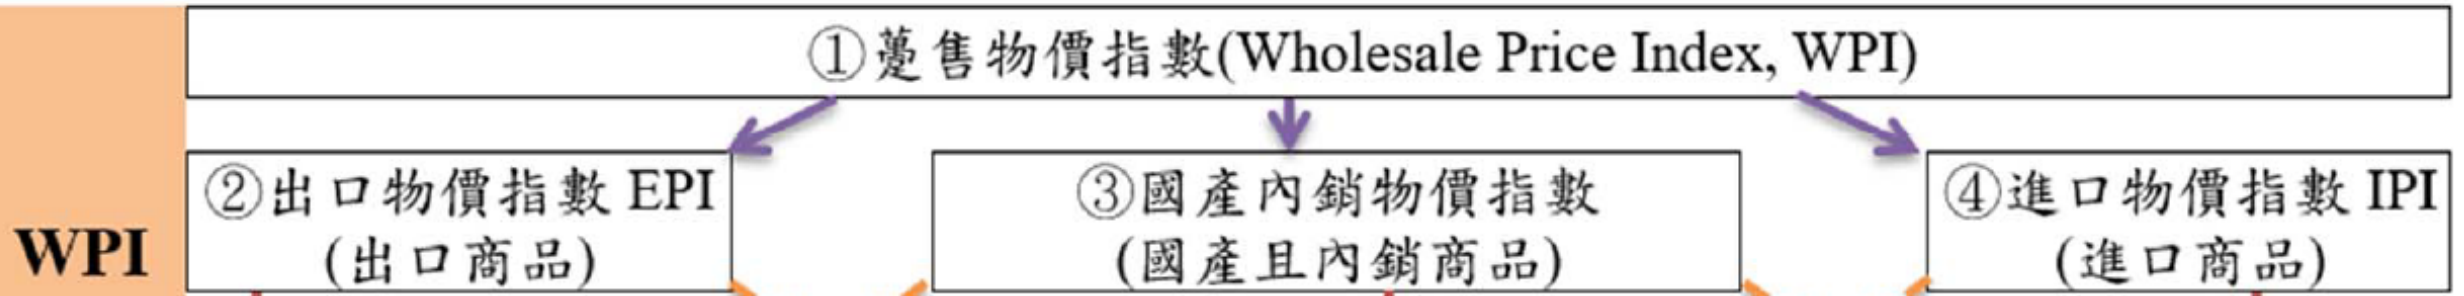 ①躉售物價指數(Wholesale Price Index, WPI)
②出口物價指數 EPI
(出口商品)
③國產內銷物價指數
(國產且內銷商品)
④進口物價指數 IPI
(進口商品)
WPI